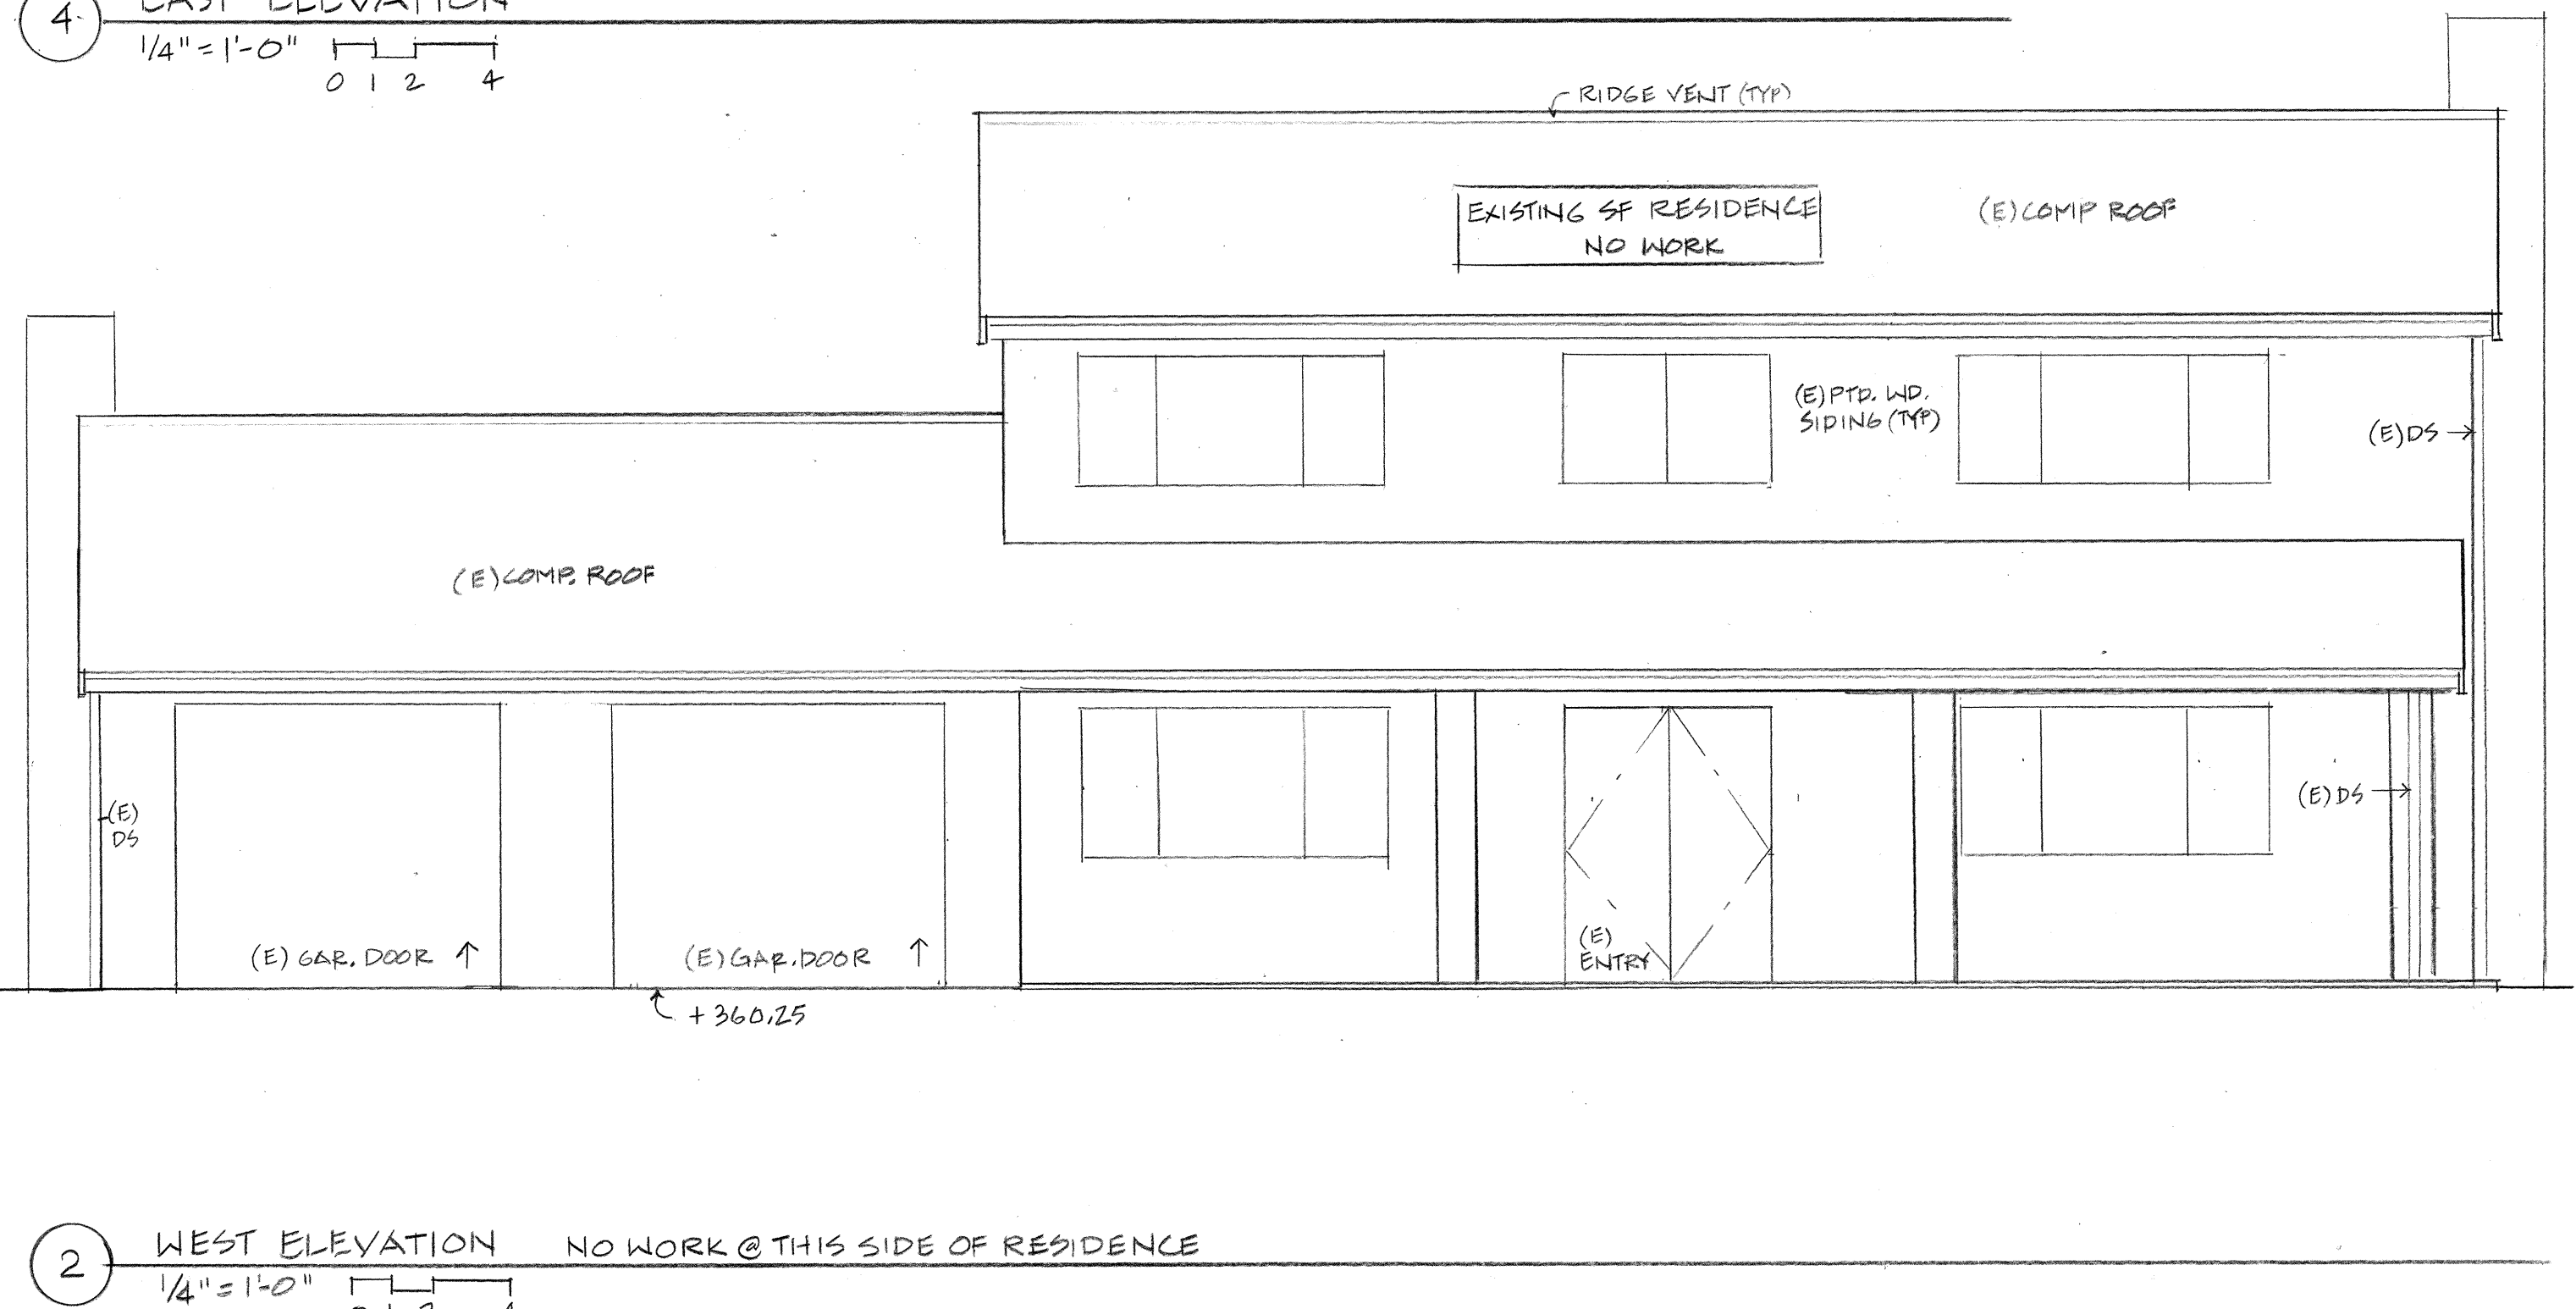 4 EAST ELEVATION
1/4" = 1'-0"
0 1 2 4
RIDGE VENT (TYP)
EXISTING SF RESIDENCE
NO WORK
(E) COMP ROOF
(E) PTD. WD.
SIDING (TYP)
(E) DS
(E) COMP. ROOF
(E)
DS
(E) DS
(E) GAR. DOOR
(E) GAR. DOOR
(E)
ENTRY
+ 360.25
2 WEST ELEVATION NO WORK @ THIS SIDE OF RESIDENCE
1/4" = 1'-0"